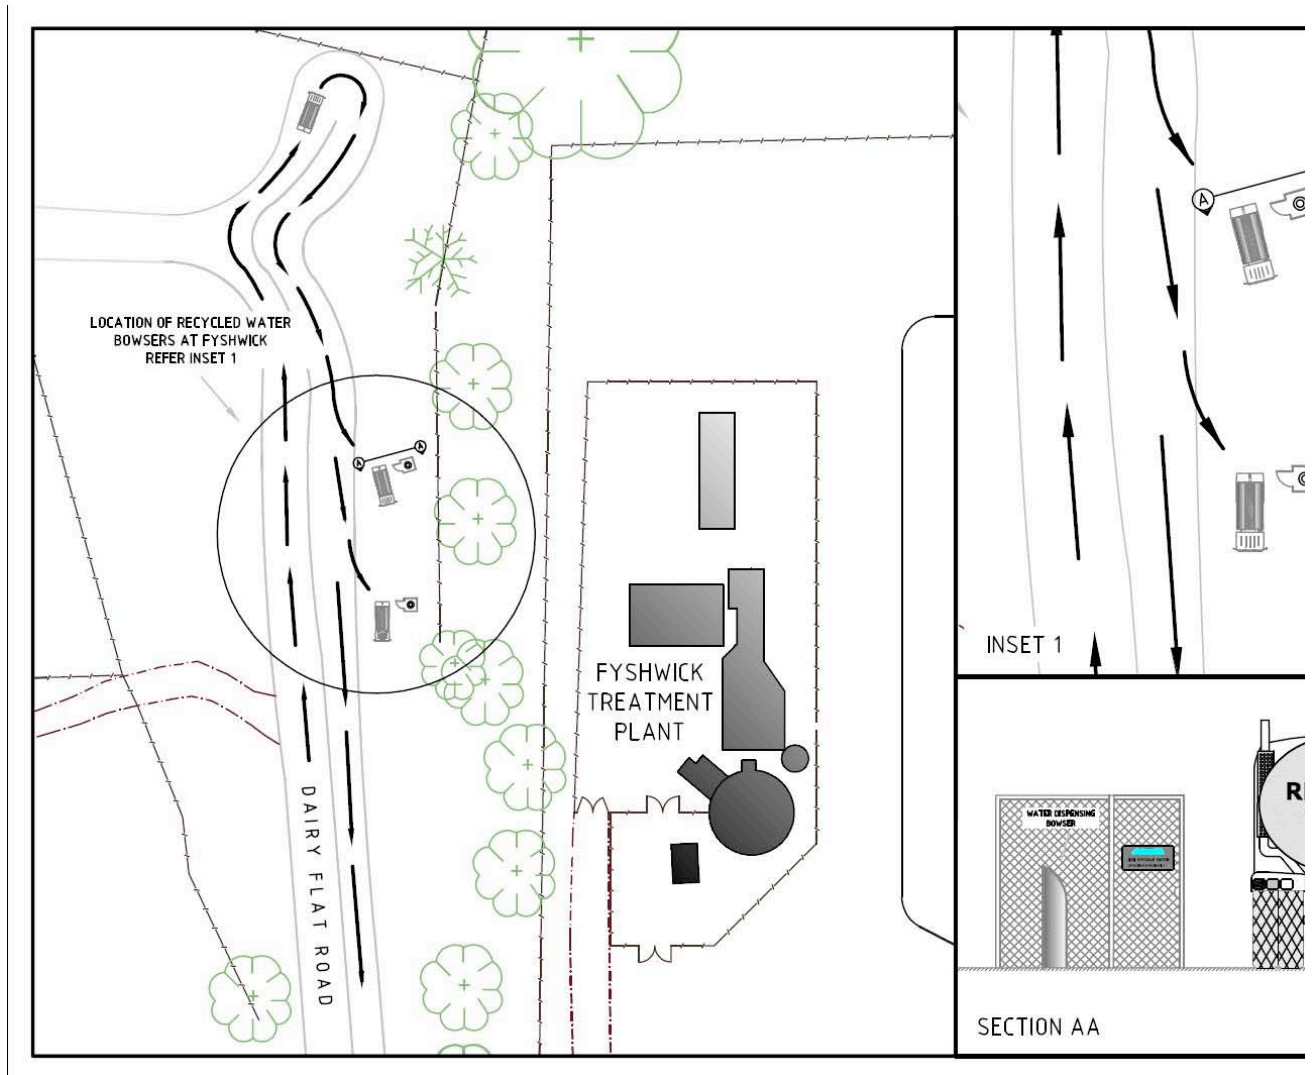 LOCATION OF RECYCLED WATER
BOWSERS AT FYSHWICK
REFER INSET 1
A
A
FYSHWICK
TREATMENT
PLANT
DAIRY FLAT ROAD
A
INSET 1
WATER DISPENSING
BOWSER
RE
SECTION AA